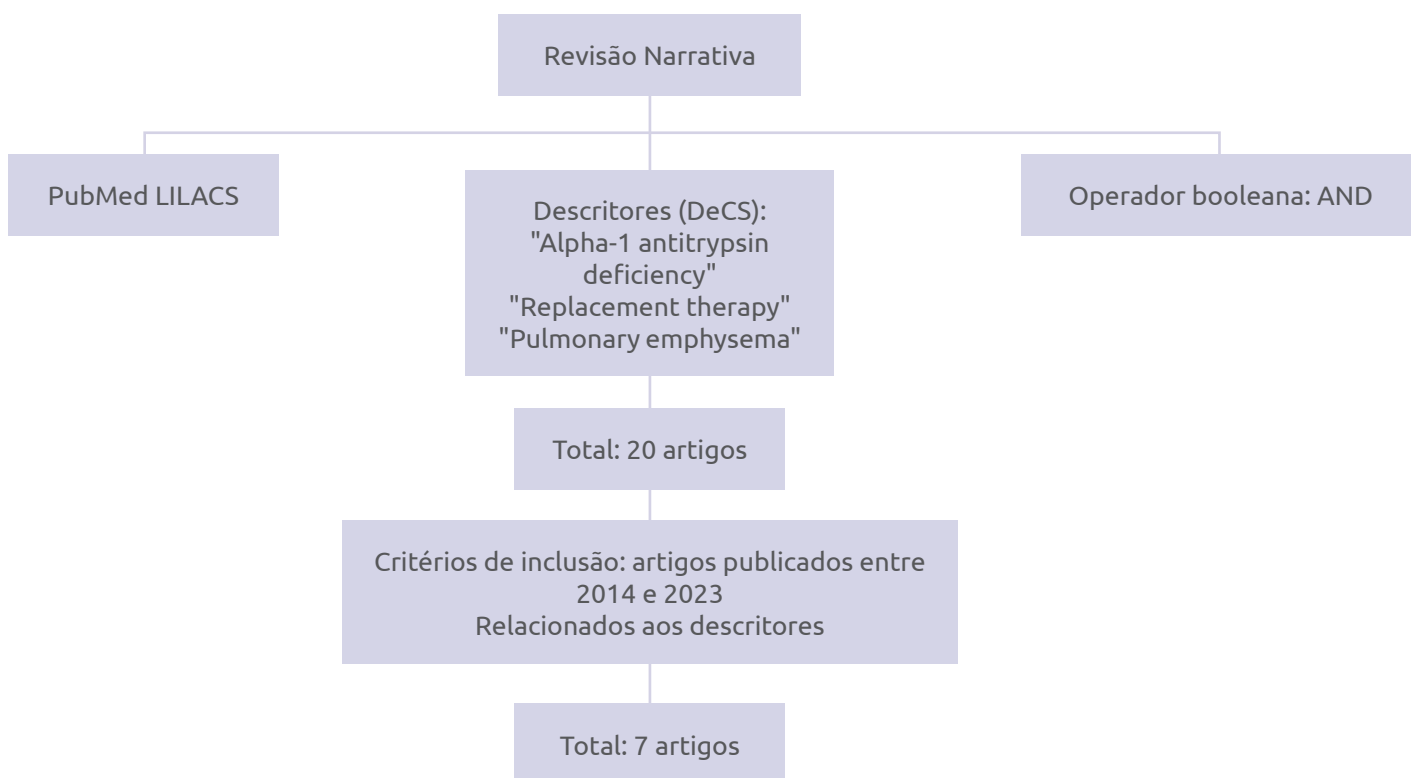 Revisão Narrativa
PubMed LILACS
Descritores (DeCS):
"Alpha-1 antitrypsin
deficiency"
"Replacement therapy"
"Pulmonary emphysema"
Operador booleana: AND
Total: 20 artigos
Critérios de inclusão: artigos publicados entre
2014 e 2023
Relacionados aos descritores
Total: 7 artigos